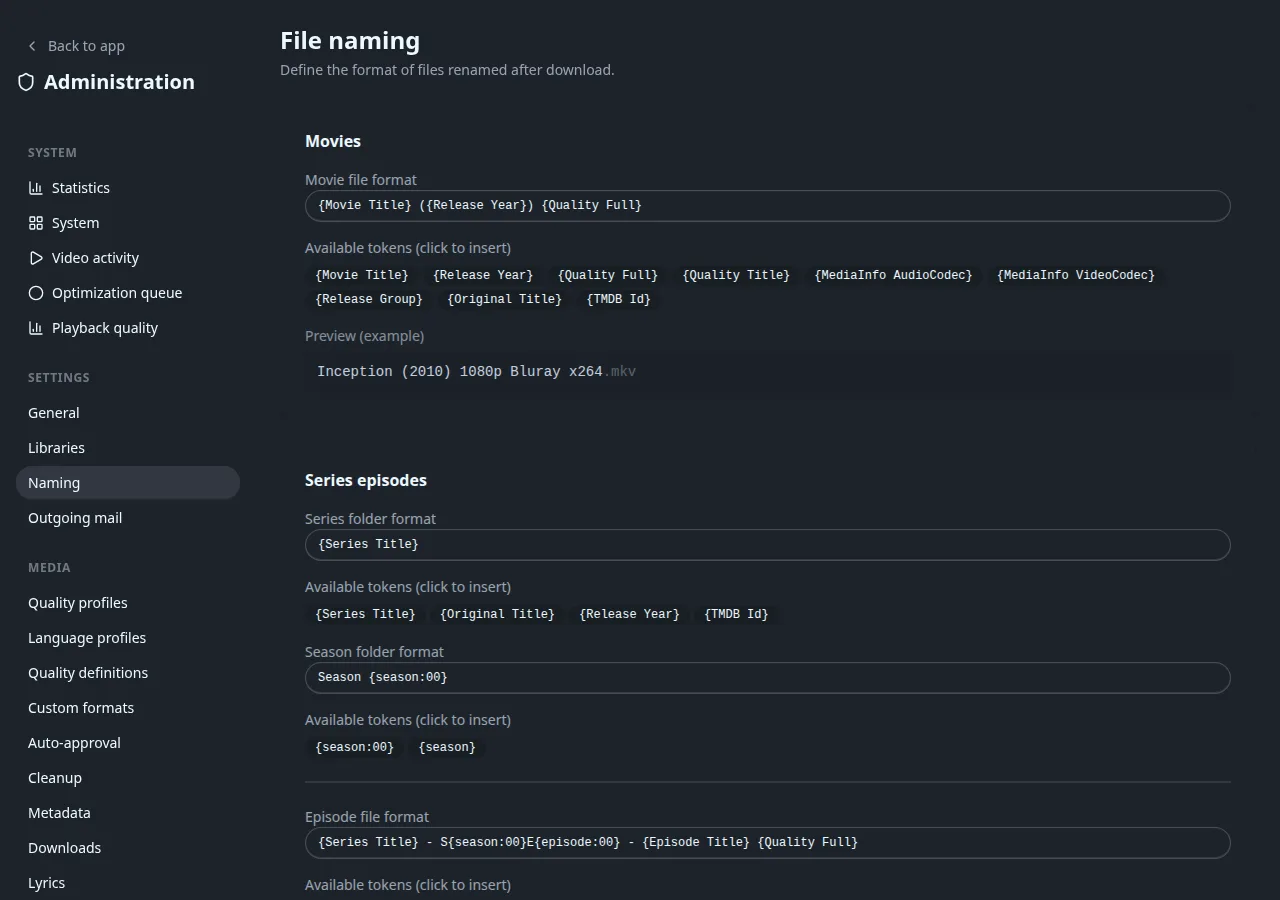 Back to app
Administration
SYSTEM
Statistics
System
Video activity
Optimization queue
Playback quality
SETTINGS
General
Libraries
Naming
Outgoing mail
MEDIA
Quality profiles
Language profiles
Quality definitions
Custom formats
Auto-approval
Cleanup
Metadata
Downloads
Lyrics
File naming
Define the format of files renamed after download.
Movies
Movie file format
{Movie Title} ({Release Year}) {Quality Full}
Available tokens (click to insert)
{Movie Title} {Release Year} {Quality Full} {Quality Title} {MediaInfo AudioCodec} {MediaInfo VideoCodec}
{Release Group} {Original Title} {TMDB Id}
Preview (example)
Inception (2010) 1080p Bluray x264.mkv
Series episodes
Series folder format
{Series Title}
Available tokens (click to insert)
{Series Title} {Original Title} {Release Year} {TMDB Id}
Season folder format
Season {season:00}
Available tokens (click to insert)
{season:00} {season}
Episode file format
{Series Title} - S{season:00}E{episode:00} - {Episode Title} {Quality Full}
Available tokens (click to insert)